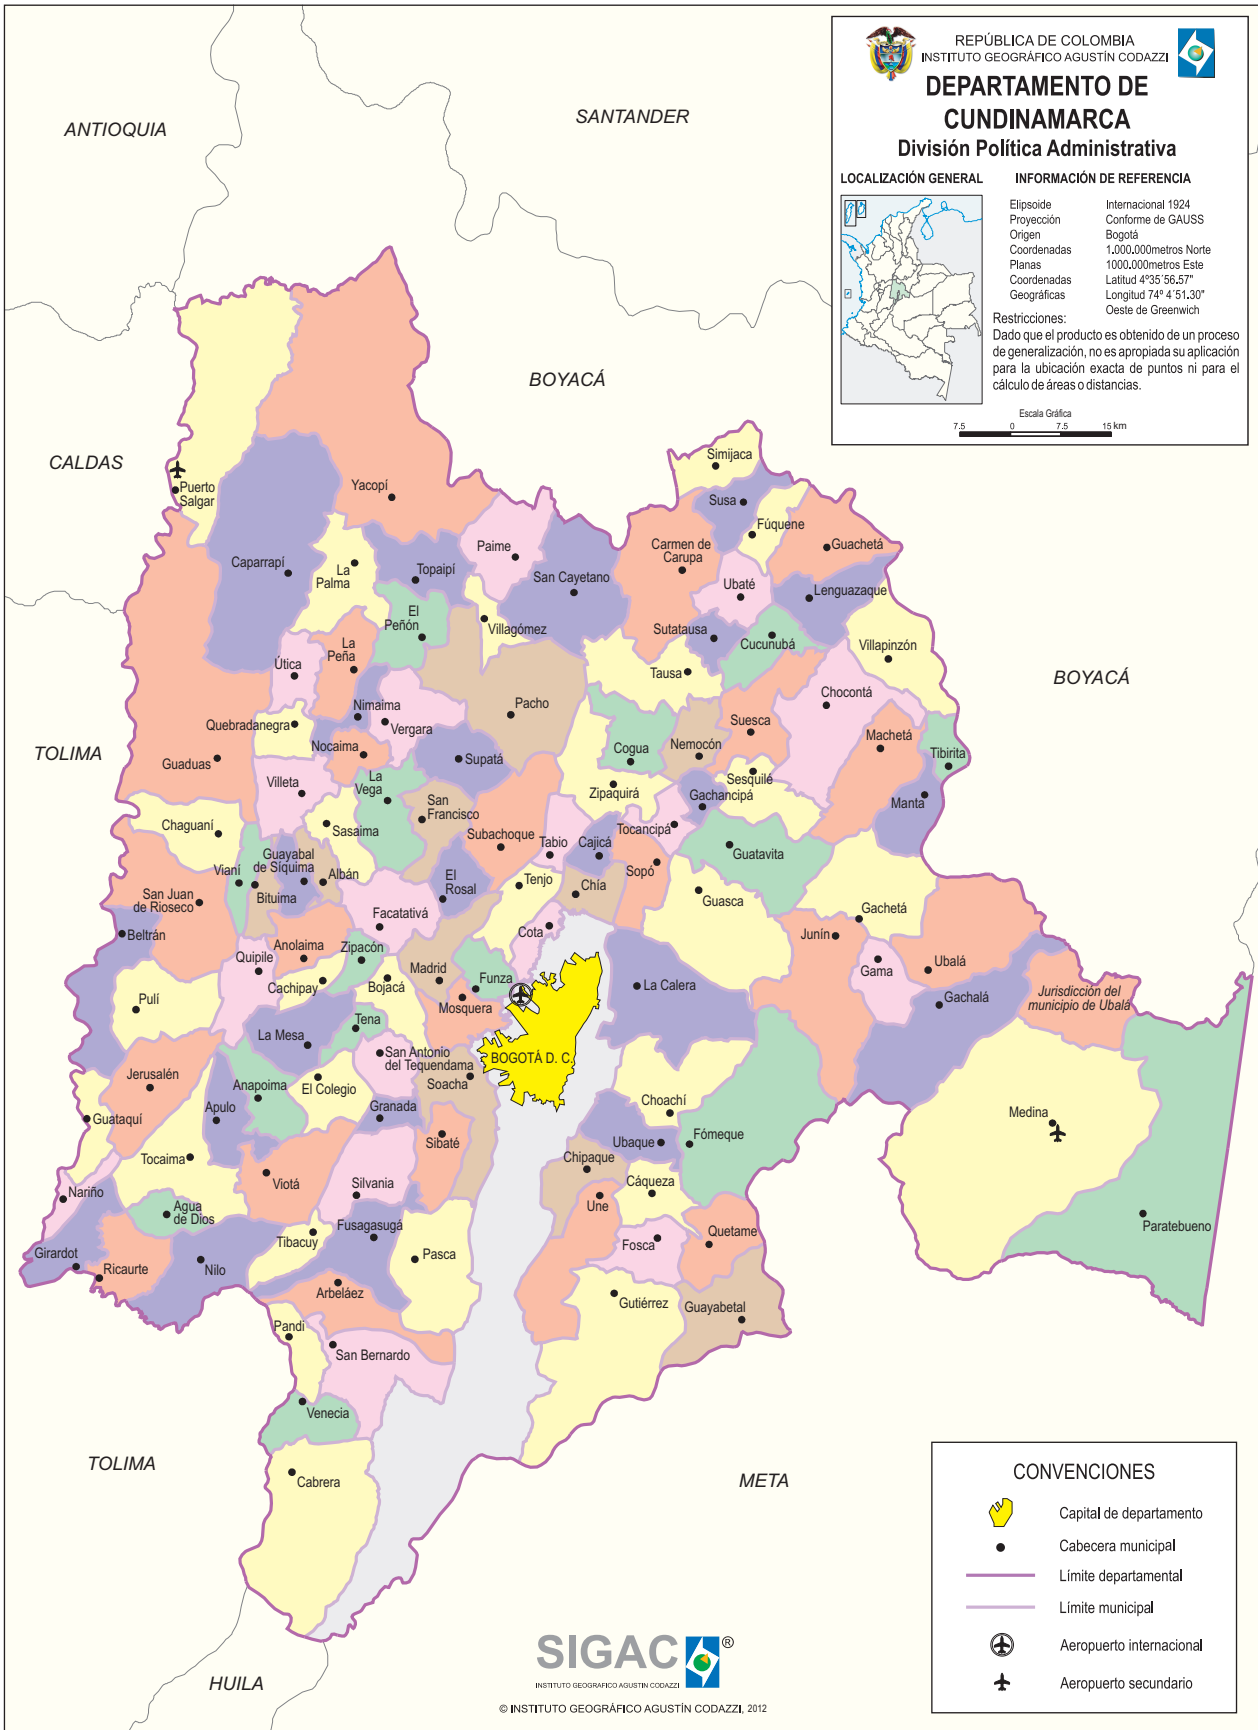 REPÚBLICA DE COLOMBIA
INSTITUTO GEOGRÁFICO AGUSTÍN CODAZZI
DEPARTAMENTO DE
CUNDINAMARCA
División Política Administrativa
LOCALIZACIÓN GENERAL
INFORMACIÓN DE REFERENCIA
Elipsoide Internacional 1924
Proyección Conforme de GAUSS
Origen Bogotá
Coordenadas 1.000.000metros Norte
Planas 1000.000metros Este
Coordenadas Latitud 4º35´56.57"
Geográficas Longitud 74º 4´51.30"
Oeste de Greenwich
Restricciones:
Dado que el producto es obtenido de un proceso
de generalización, no es apropiada su aplicación
para la ubicación exacta de puntos ni para el
cálculo de áreas o distancias.
Escala Gráfica
7.5 0 7.5 15 km
ANTIOQUIA
SANTANDER
BOYACÁ
CALDAS
BOYACÁ
TOLIMA
TOLIMA
META
HUILA
Simijaca
Puerto
Salgar
Yacopí
Susa
Fúquene
Guachetá
Paime
Carmen de
Carupa
Caparrapí
La
Palma
Topaipí
San Cayetano
Ubaté
Lenguazaque
El
Peñón
Villagómez
Sutatausa
Cucunubá
Villapinzón
La
Peña
Útica
Tausa
Chocontá
Pacho
Nimaima
Vergara
Quebradanegra
Suesca
Machetá
Nocaima
Cogua
Nemocón
Tibirita
Guaduas
Supatá
Villeta
La
Vega
Zipaquirá
Sesquilé
Gachancipá
Manta
San
Francisco
Chaguaní
Sasaima
Subachoque
Tabio
Cajicá
Tocancipá
Guatavita
Vianí
Guayabal
de Síquima
Albán
Bituima
El
Rosal
Tenjo
Chía
Sopó
Guasca
San Juan
de Rioseco
Facatativá
Gachetá
Beltrán
Cota
Junín
Anolaima
Zipacón
Quipile
Madrid
Funza
Gama
Ubalá
Cachipay
Bojacá
Mosquera
La Calera
Gachalá
Jurisdicción del
municipio de Ubalá
Pulí
Tena
La Mesa
San Antonio
del Tequendama
BOGOTÁ D. C.
Jerusalén
Anapoima
El Colegio
Soacha
Choachí
Guataquí
Apulo
Granada
Medina
Sibaté
Ubaque
Fómeque
Tocaima
Chipaque
Viotá
Silvania
Cáqueza
Nariño
Agua
de Dios
Une
Paratebueno
Fusagasugá
Tibacuy
Quetame
Fosca
Girardot
Ricaurte
Nilo
Pasca
Arbeláez
Gutiérrez
Guayabetal
Pandi
San Bernardo
Venecia
Cabrera
CONVENCIONES
Capital de departamento
Cabecera municipal
Límite departamental
Límite municipal
Aeropuerto internacional
Aeropuerto secundario
SIGAC ®
INSTITUTO GEOGRAFICO AGUSTIN CODAZZI
© INSTITUTO GEOGRÁFICO AGUSTÍN CODAZZI, 2012